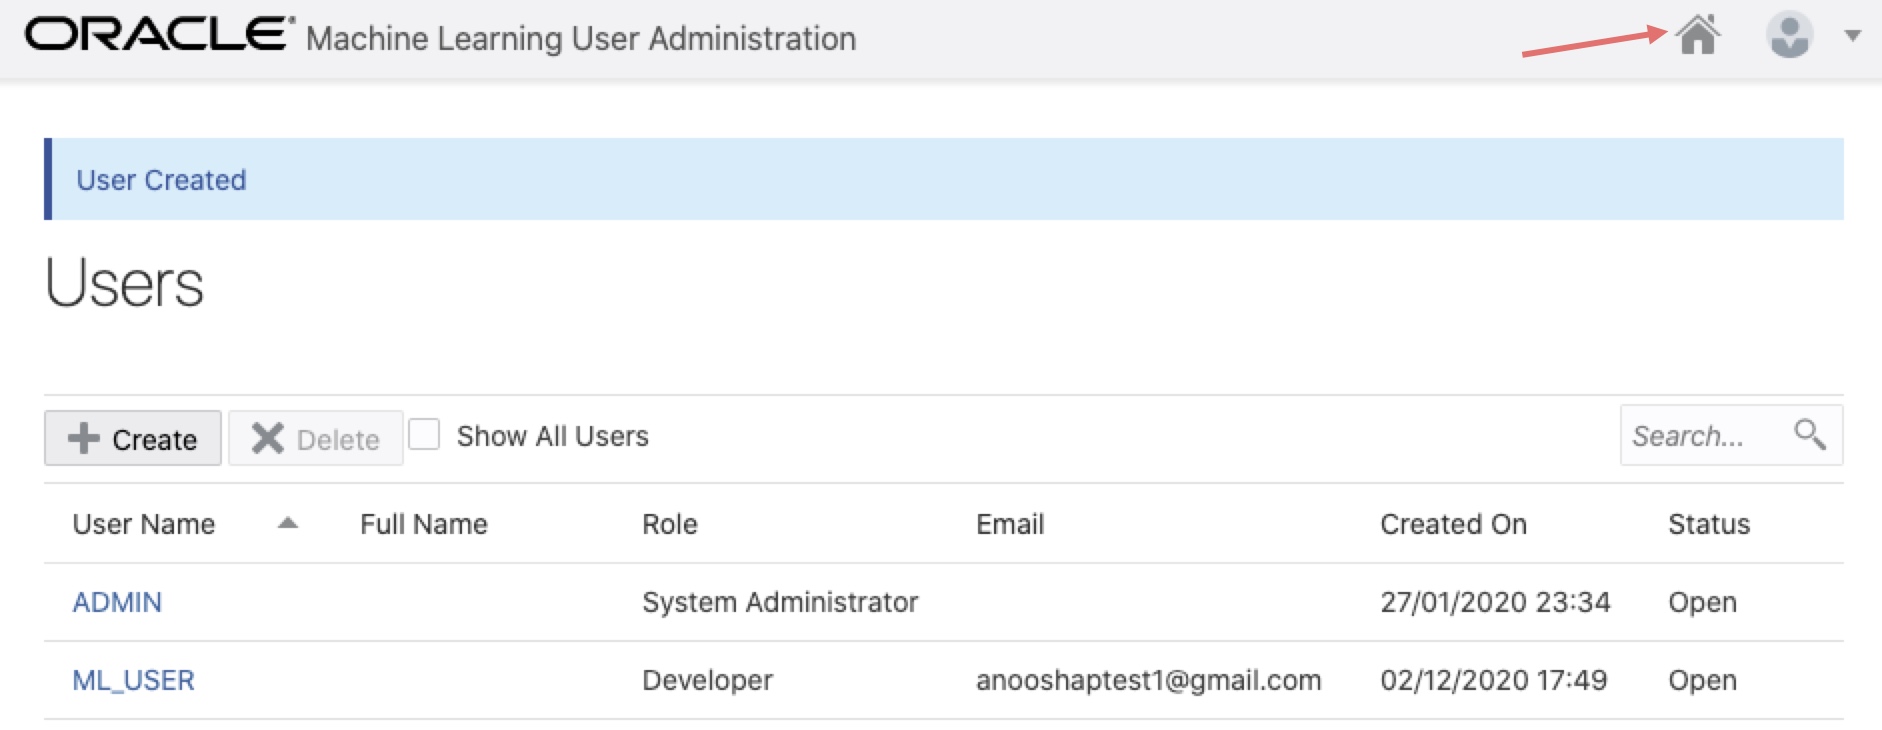 ORACLE® Machine Learning User Administration
User Created
Users
Create Delete Show All Users Search...
User Name Full Name Role Email Created On Status
ADMIN System Administrator 27/01/2020 23:34 Open
ML_USER Developer anooshaptest1@gmail.com 02/12/2020 17:49 Open